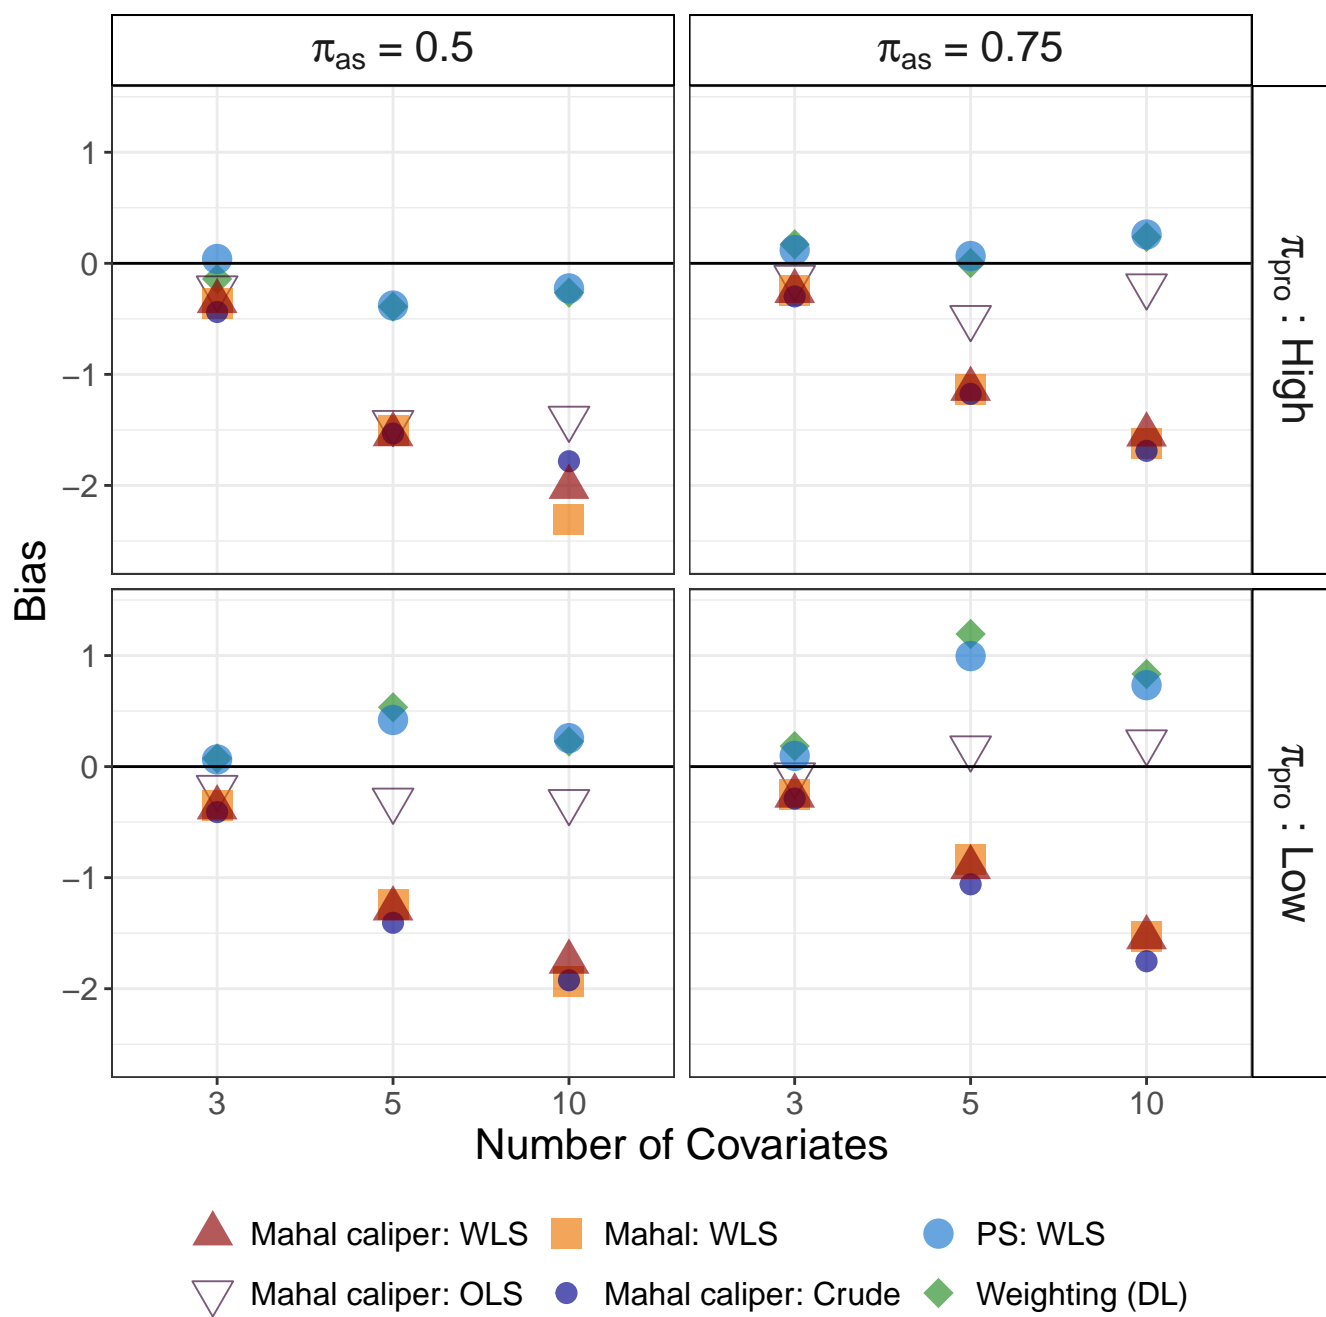 π_as = 0.5
π_as = 0.75
1
0
−1
−2
π_pro : High
Bias
1
0
−1
−2
π_pro : Low
3
5
10
3
5
10
Number of Covariates
Mahal caliper: WLS
Mahal: WLS
PS: WLS
Mahal caliper: OLS
Mahal caliper: Crude
Weighting (DL)